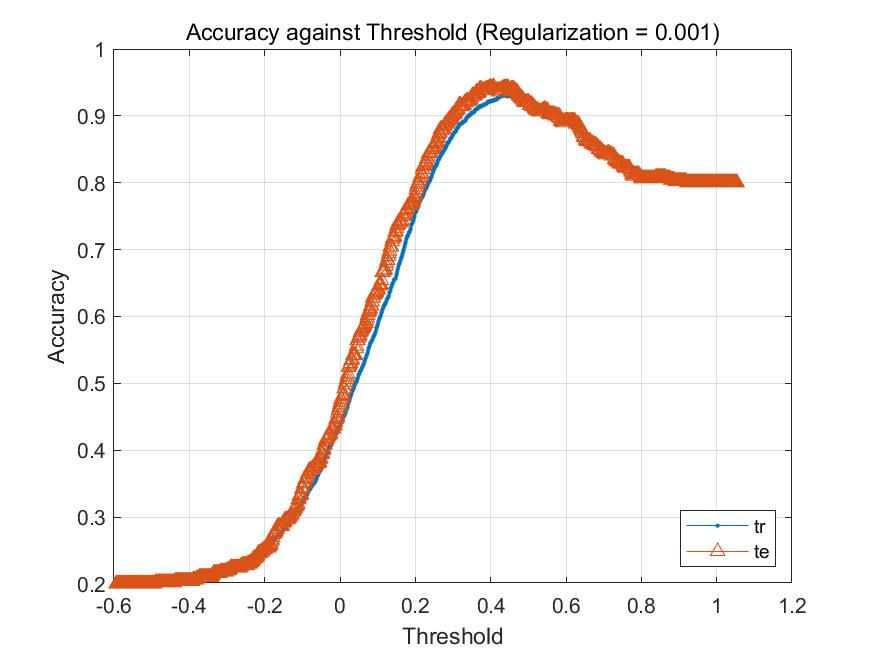 Accuracy against Threshold (Regularization = 0.001)
1
0.9
0.8
0.7
0.6
0.5
0.4
0.3
0.2
Accuracy
tr
te
-0.6 -0.4 -0.2 0 0.2 0.4 0.6 0.8 1 1.2
Threshold